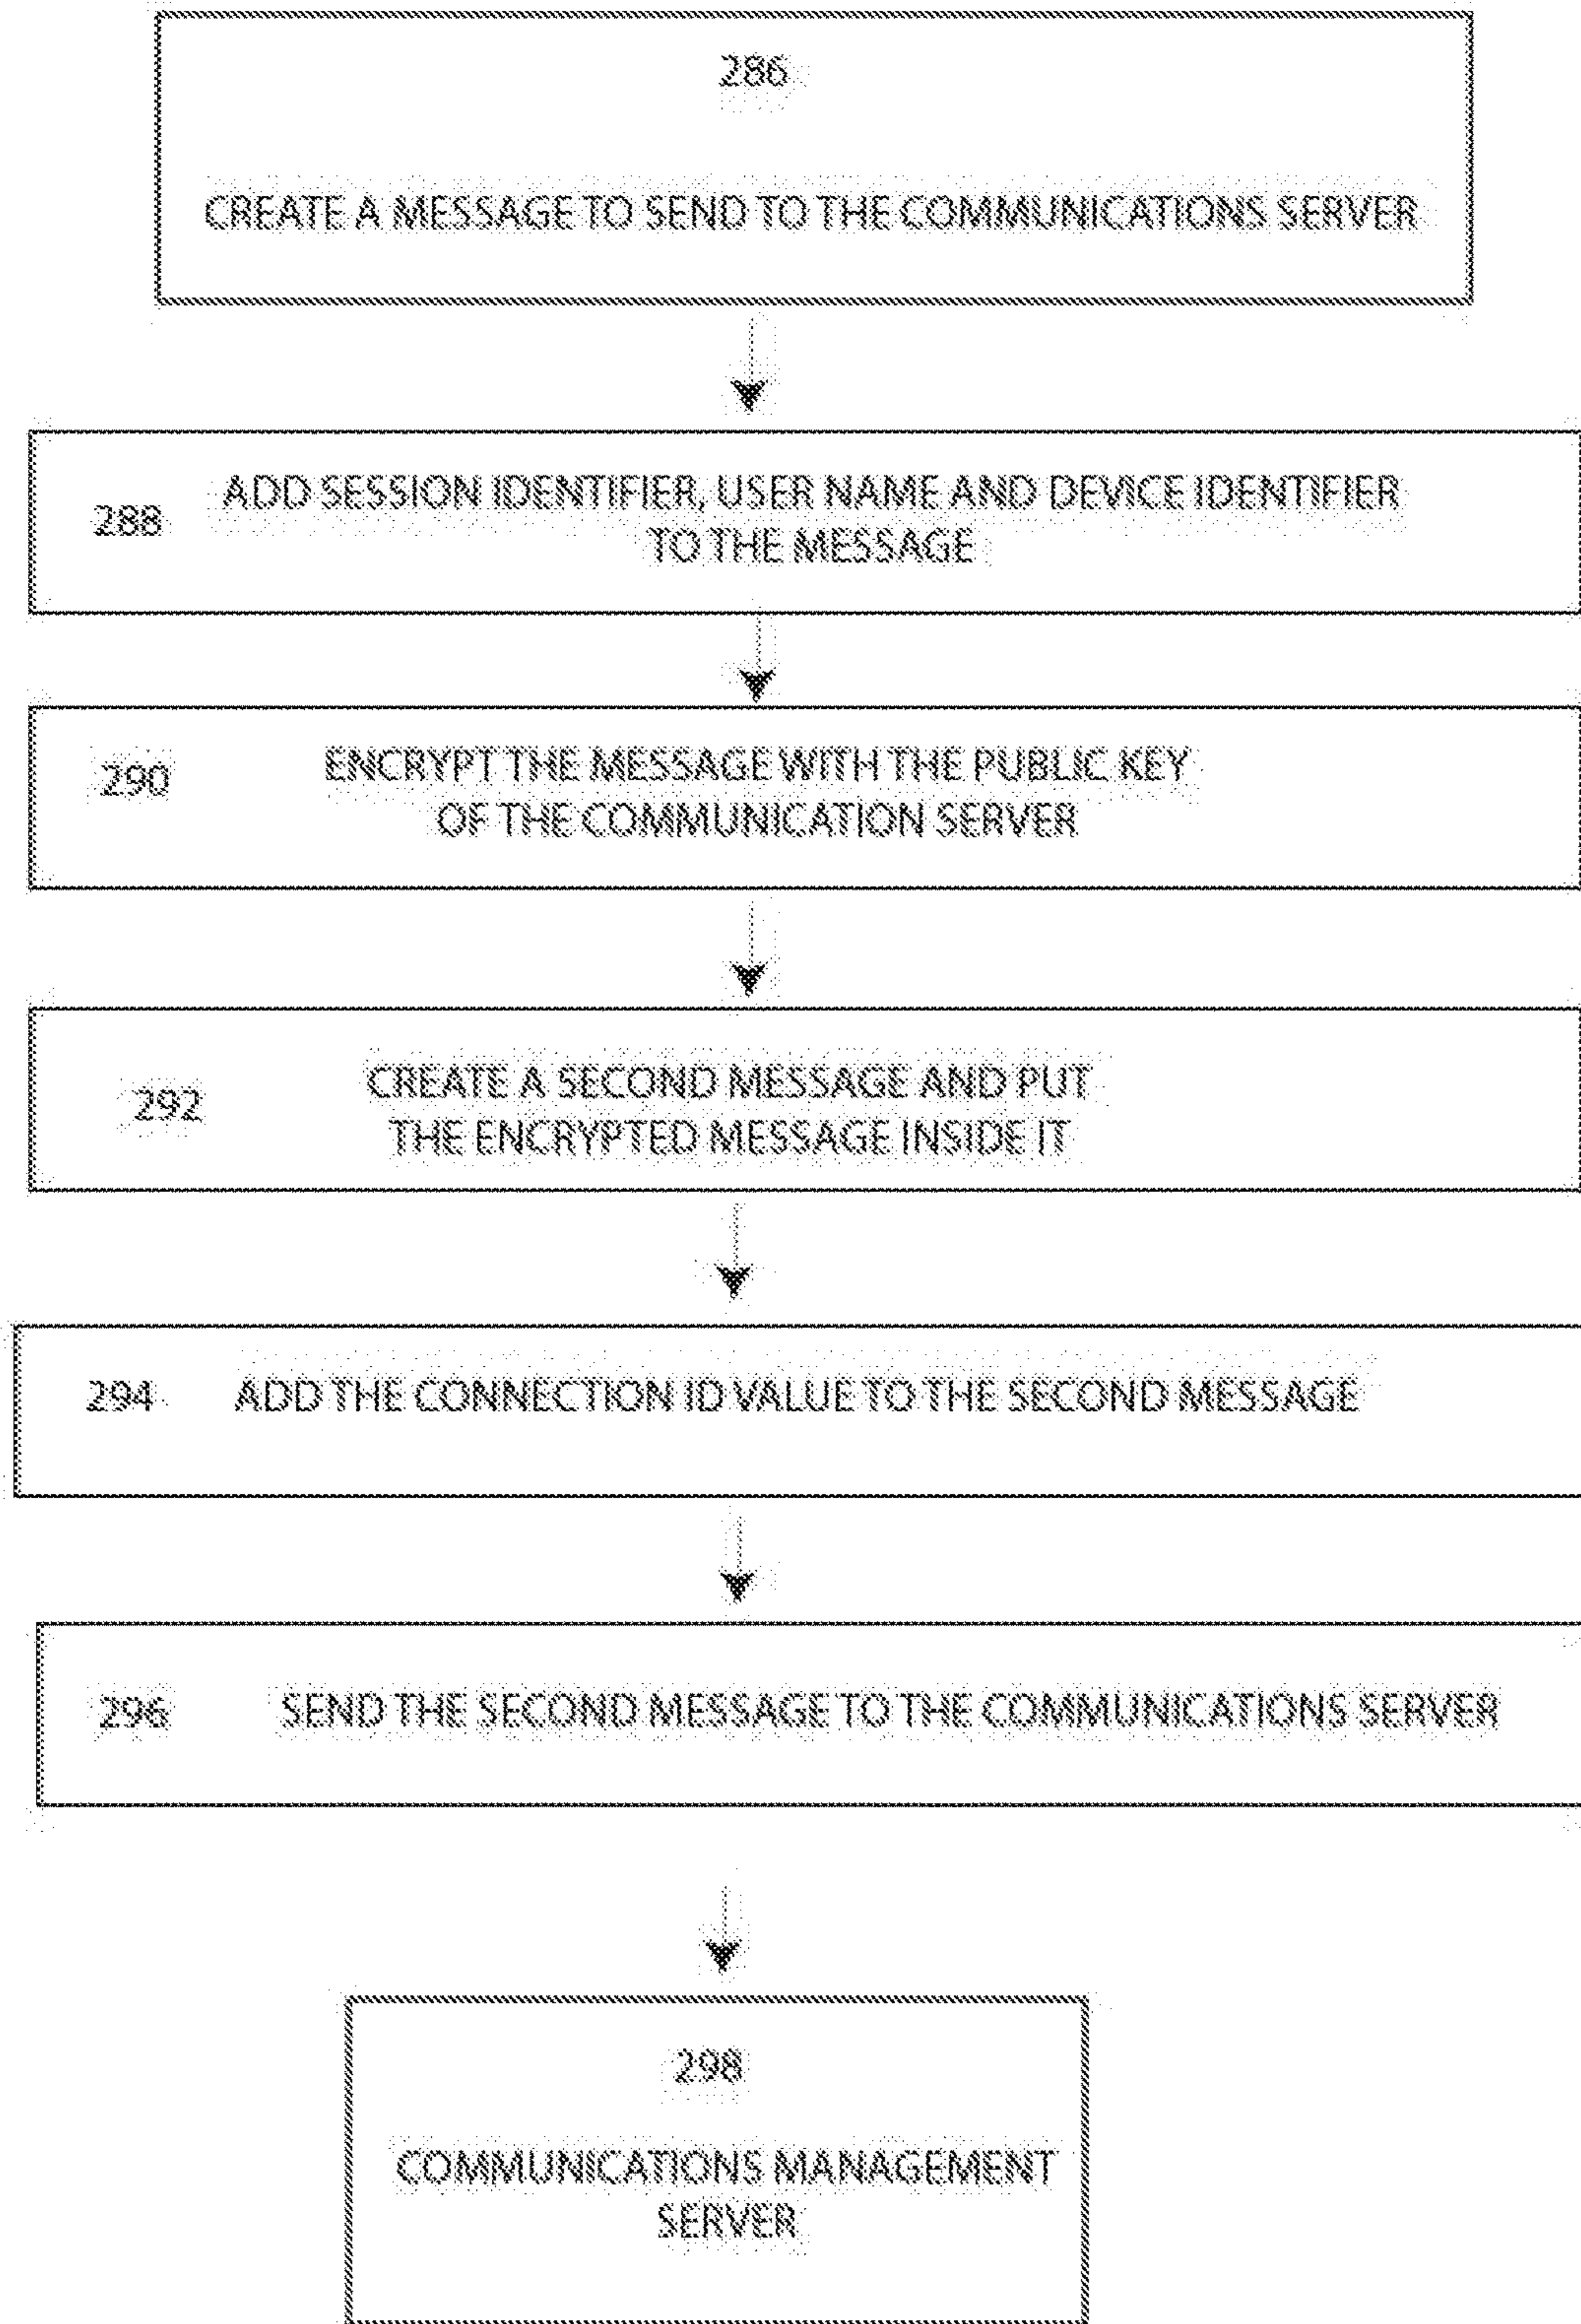 286
CREATE A MESSAGE TO SEND TO THE COMMUNICATIONS SERVER
288
ADD SESSION IDENTIFIER, USER NAME AND DEVICE IDENTIFIER
TO THE MESSAGE
290
ENCRYPT THE MESSAGE WITH THE PUBLIC KEY
OF THE COMMUNICATION SERVER
292
CREATE A SECOND MESSAGE AND PUT
THE ENCRYPTED MESSAGE INSIDE IT
294
ADD THE CONNECTION ID VALUE TO THE SECOND MESSAGE
296
SEND THE SECOND MESSAGE TO THE COMMUNICATIONS SERVER
298
COMMUNICATIONS MANAGEMENT
SERVER